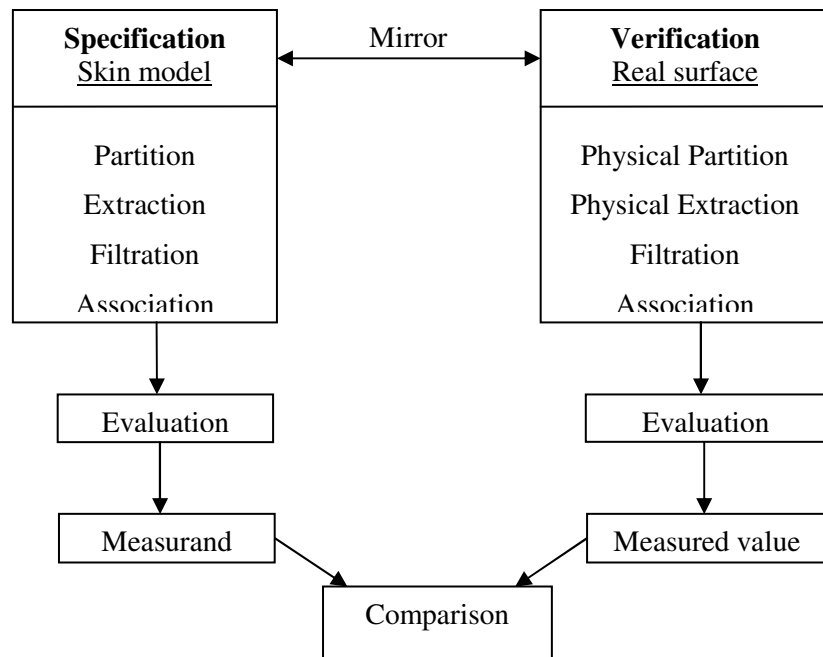 Specification
Skin model
Mirror
Verification
Real surface
Partition
Extraction
Filtration
Association
Physical Partition
Physical Extraction
Filtration
Association
Evaluation
Evaluation
Measurand
Measured value
Comparison